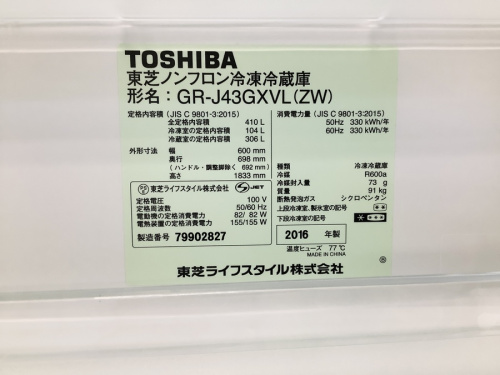 TOSHIBA
東芝ノンフロン冷凍冷蔵庫
形名：GR-J43GXVL(ZW)
定格内容積 (JIS C 9801-3:2015)
全定格内容積 410 L
冷凍室の定格内容積 104 L
冷蔵室の定格内容積 306 L
外形寸法 幅 600 mm
奥行 698 mm
(ハンドル・調整脚除く 692 mm)
高さ 1833 mm
東芝ライフスタイル株式会社 JET
定格電圧 100 V
定格周波数 50/60 Hz
電動機の定格消費電力 82/ 82 W
電熱装置の定格消費電力 155/155 W
製造番号 79902827
消費電力量 (JIS C 9801-3:2015)
50Hz 330 kWh/年
60Hz 330 kWh/年
種類 冷凍冷蔵庫
冷媒 R600a
冷媒封入量 73 g
質量 91 kg
断熱発泡ガス シクロペンタン
上段冷凍室、製氷室の記号
下段冷凍室の記号
2016 年製
温度ヒューズ 77℃
MADE IN CHINA
東芝ライフスタイル株式会社